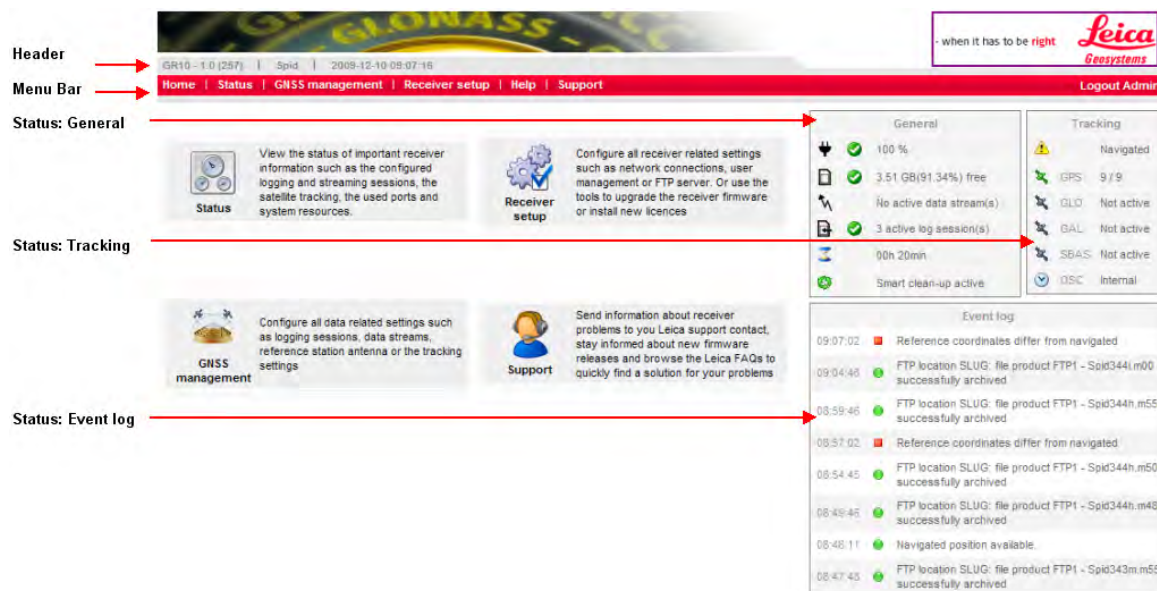 GLONASS
- when it has to be right
Leica
Geosystems
Header
GR10 - 1.0 (257) | Spid | 2009-12-10 09:07:16
Menu Bar
Home | Status | GNSS management | Receiver setup | Help | Support
Logout Admin
Status: General
General
Tracking
View the status of important receiver
information such as the configured
logging and streaming sessions, the
satellite tracking, the used ports and
system resources.
Status
Configure all receiver related settings
such as network connections, user
management or FTP server. Or use the
tools to upgrade the receiver firmware
or install new licences
Receiver
setup
100 %
3.51 GB(91.34%) free
No active data stream(s)
3 active log session(s)
00h 20min
Smart clean-up active
Navigated
GPS 9 / 9
GLO Not active
GAL Not active
SBAS Not active
OSC Internal
Status: Tracking
Configure all data related settings such
as logging sessions, data streams,
reference station antenna or the tracking
settings
GNSS
management
Send information about receiver
problems to you Leica support contact,
stay informed about new firmware
releases and browse the Leica FAQs to
quickly find a solution for your problems
Support
Status: Event log
Event log
09:07:02 Reference coordinates differ from navigated
09:04:46 FTP location SLUG: file product FTP1 - Spid344i.m00
successfully archived
08:59:46 FTP location SLUG: file product FTP1 - Spid344h.m55
successfully archived
08:57:02 Reference coordinates differ from navigated
08:54:45 FTP location SLUG: file product FTP1 - Spid344h.m50
successfully archived
08:49:46 FTP location SLUG: file product FTP1 - Spid344h.m48
successfully archived
08:48:11 Navigated position available
08:47:48 FTP location SLUG: file product FTP1 - Spid343m.m55
successfully archived